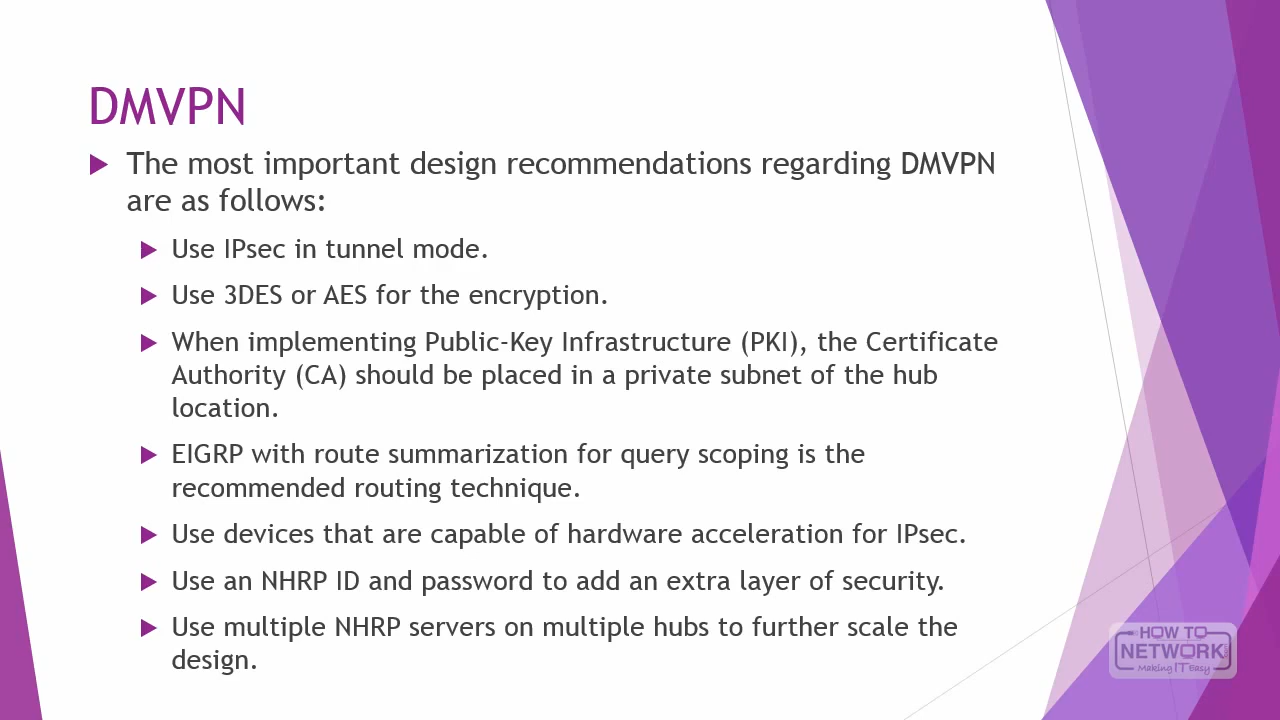 DMVPN
The most important design recommendations regarding DMVPN
are as follows:
Use IPsec in tunnel mode.
Use 3DES or AES for the encryption.
When implementing Public-Key Infrastructure (PKI), the Certificate
Authority (CA) should be placed in a private subnet of the hub
location.
EIGRP with route summarization for query scoping is the
recommended routing technique.
Use devices that are capable of hardware acceleration for IPsec.
Use an NHRP ID and password to add an extra layer of security.
Use multiple NHRP servers on multiple hubs to further scale the
design.
HOW TO
NETWORK
Making IT Easy